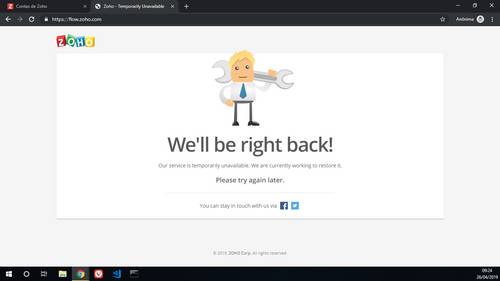 Contas de Zoho
Zoho - Temporarily Unavailable
https://flow.zoho.com
Anônima
ZOHO
We'll be right back!
Our service is temporarily unavailable. We are currently working to restore it.
Please try again later.
You can stay in touch with us via
© 2019, ZOHO Corp. All rights reserved.
09:24
26/04/2019